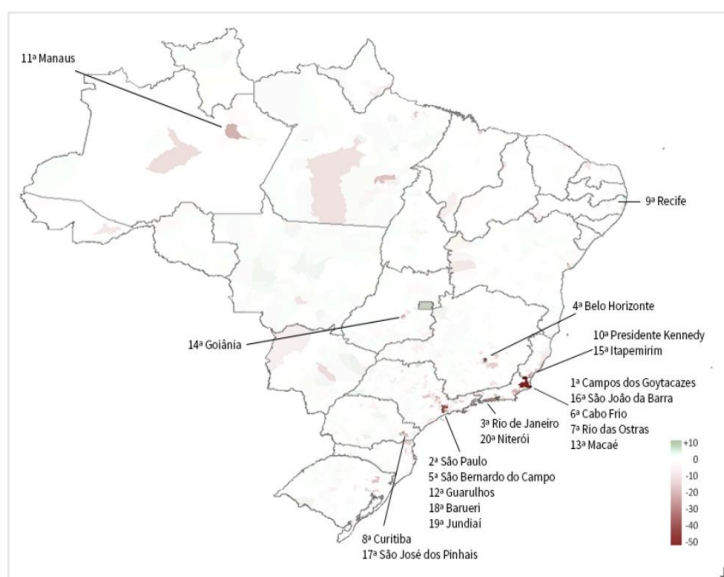 11ª Manaus
9ª Recife
4ª Belo Horizonte
10ª Presidente Kennedy
14ª Goiânia
15ª Itapemirim
1ª Campos dos Goytacazes
16ª São João da Barra
3ª Rio de Janeiro
6ª Cabo Frio
20ª Niterói
7ª Rio das Ostras
13ª Macaé
2ª São Paulo
5ª São Bernardo do Campo
12ª Guarulhos
18ª Barueri
19ª Jundiaí
8ª Curitiba
17ª São José dos Pinhais
+10
0
-10
-20
-30
-40
-50